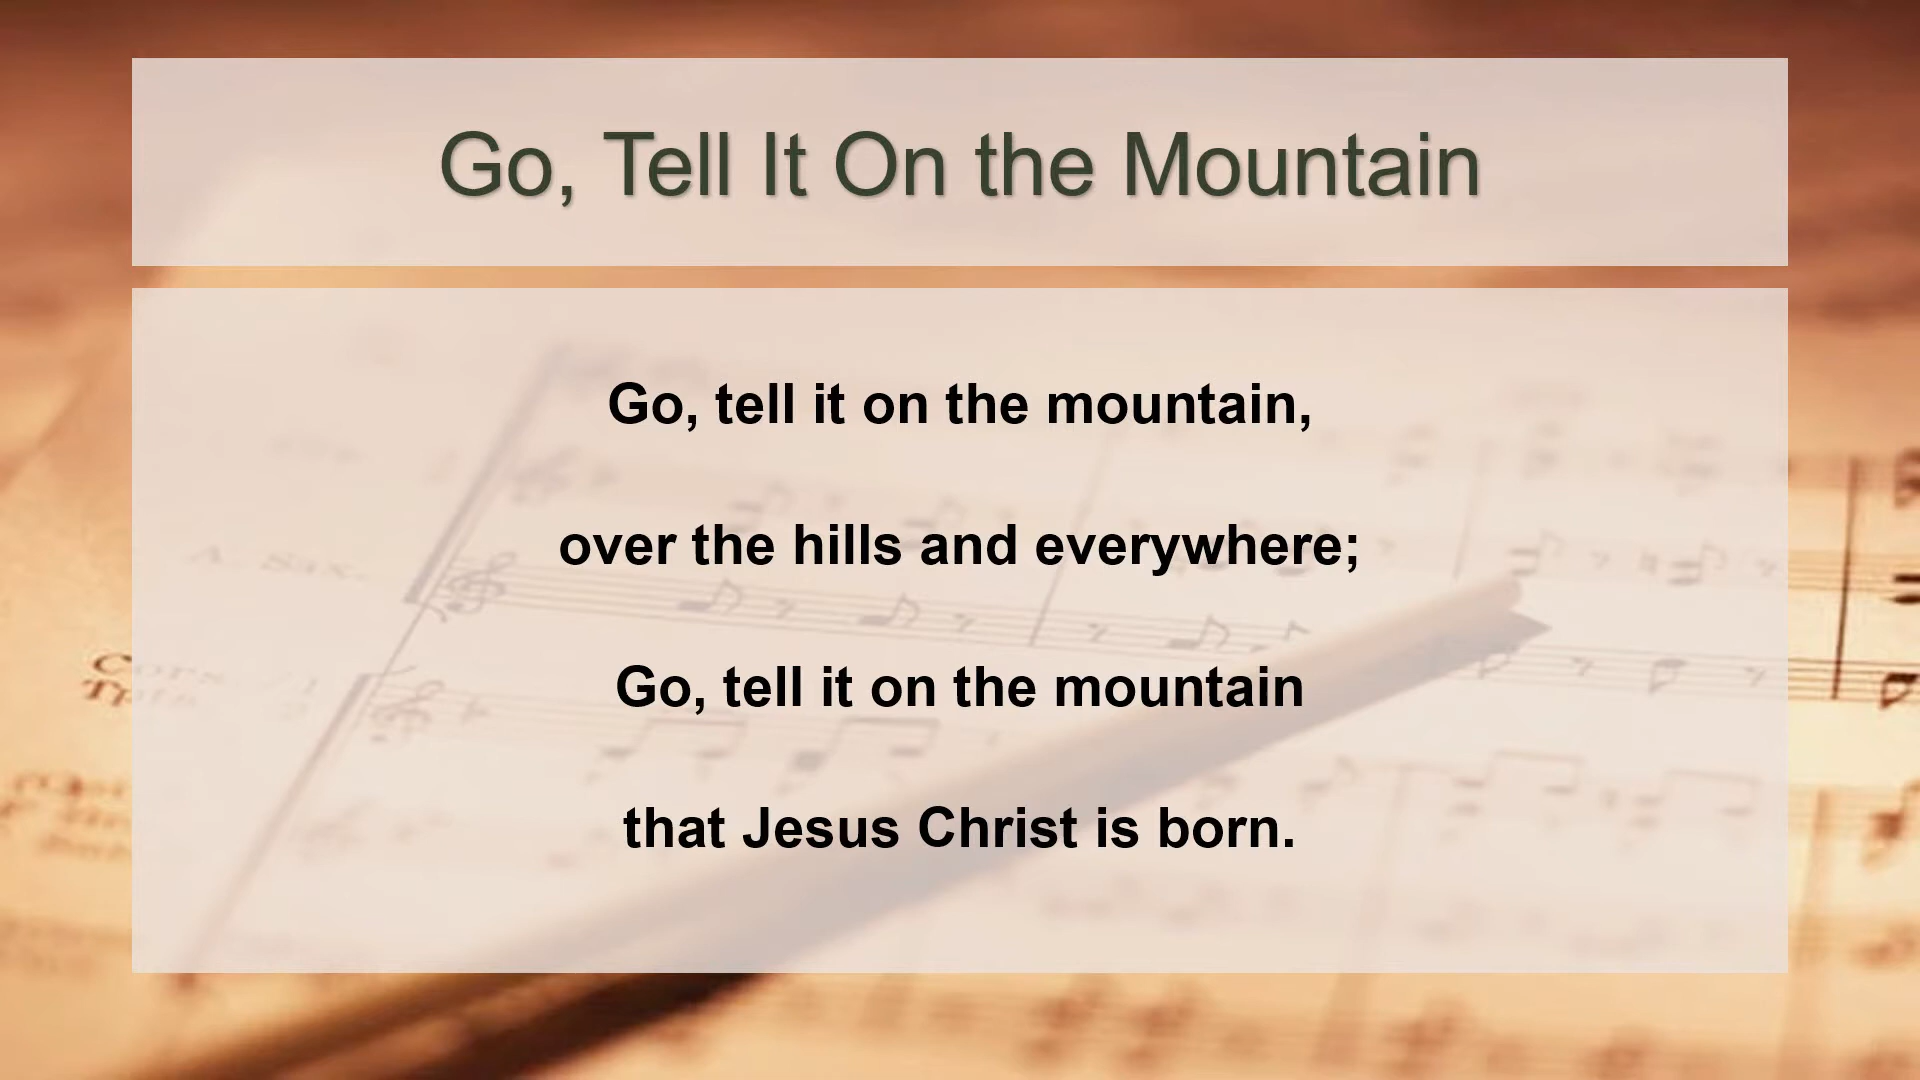 Go, Tell It On the Mountain
Go, tell it on the mountain,
over the hills and everywhere;
Go, tell it on the mountain
that Jesus Christ is born.
A. Sax.